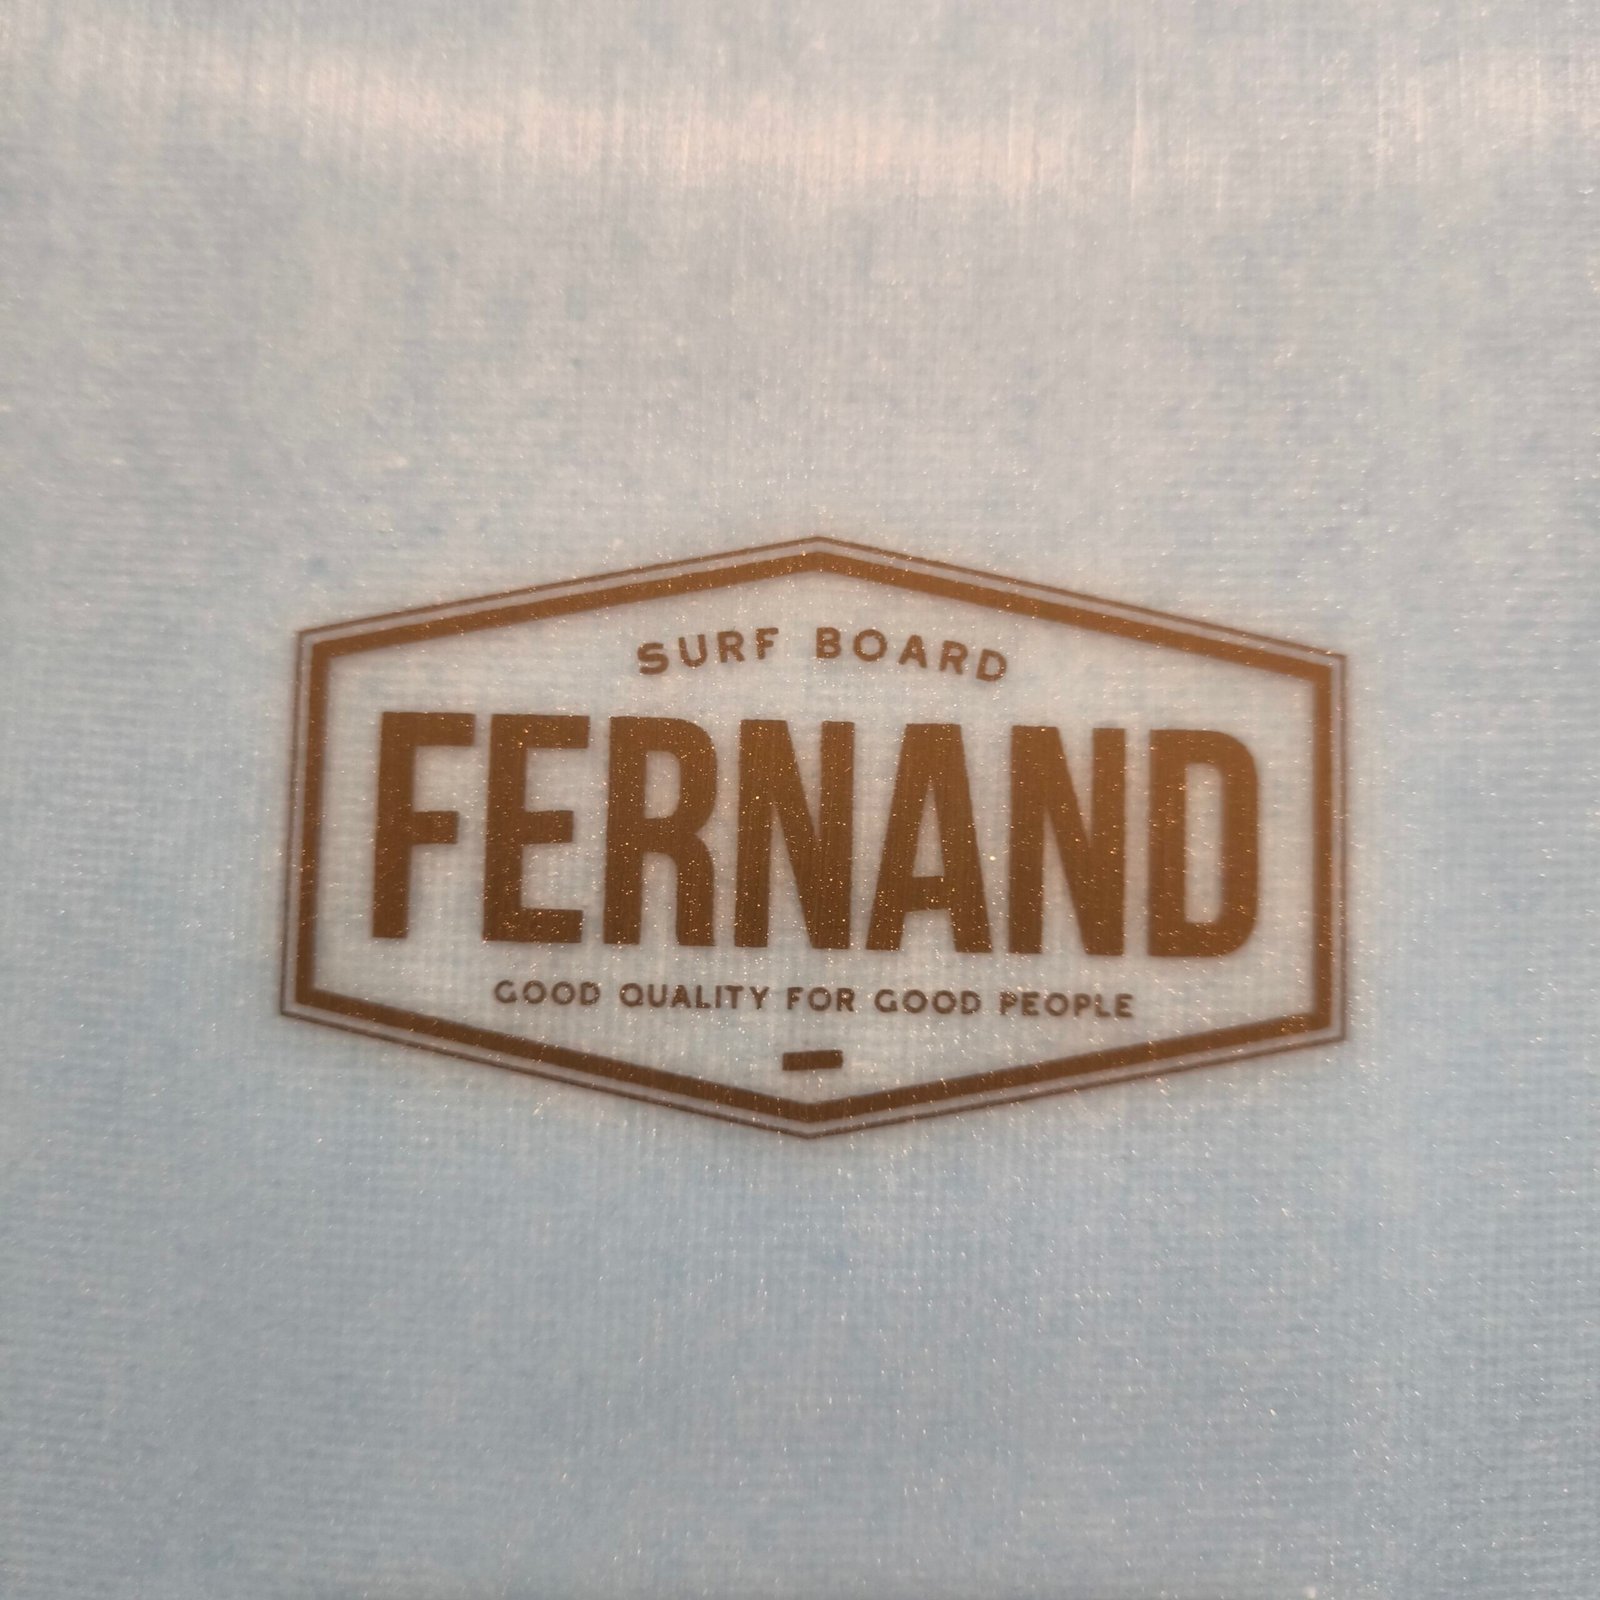 SURF BOARD
FERNAND
GOOD QUALITY FOR GOOD PEOPLE